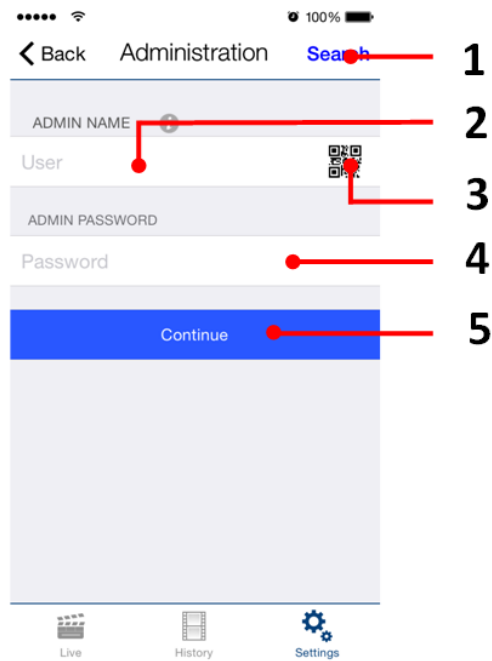 100%
Back Administration Search
1
ADMIN NAME
2
User
3
ADMIN PASSWORD
Password
4
Continue
5
Live History Settings